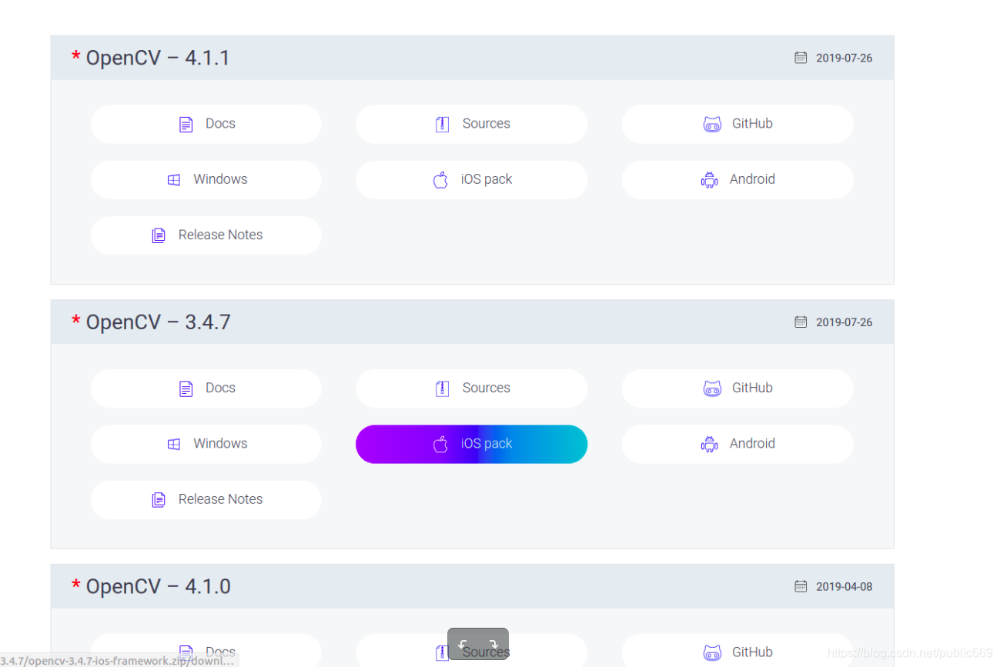 * OpenCV – 4.1.1
2019-07-26
Docs
Sources
GitHub
Windows
iOS pack
Android
Release Notes
* OpenCV – 3.4.7
2019-07-26
Docs
Sources
GitHub
Windows
iOS pack
Android
Release Notes
* OpenCV – 4.1.0
2019-04-08
Docs
Sources
GitHub
3.4.7/opencv-3.4.7-ios-framework.zip/downl...
https://blog.csdn.net/public669